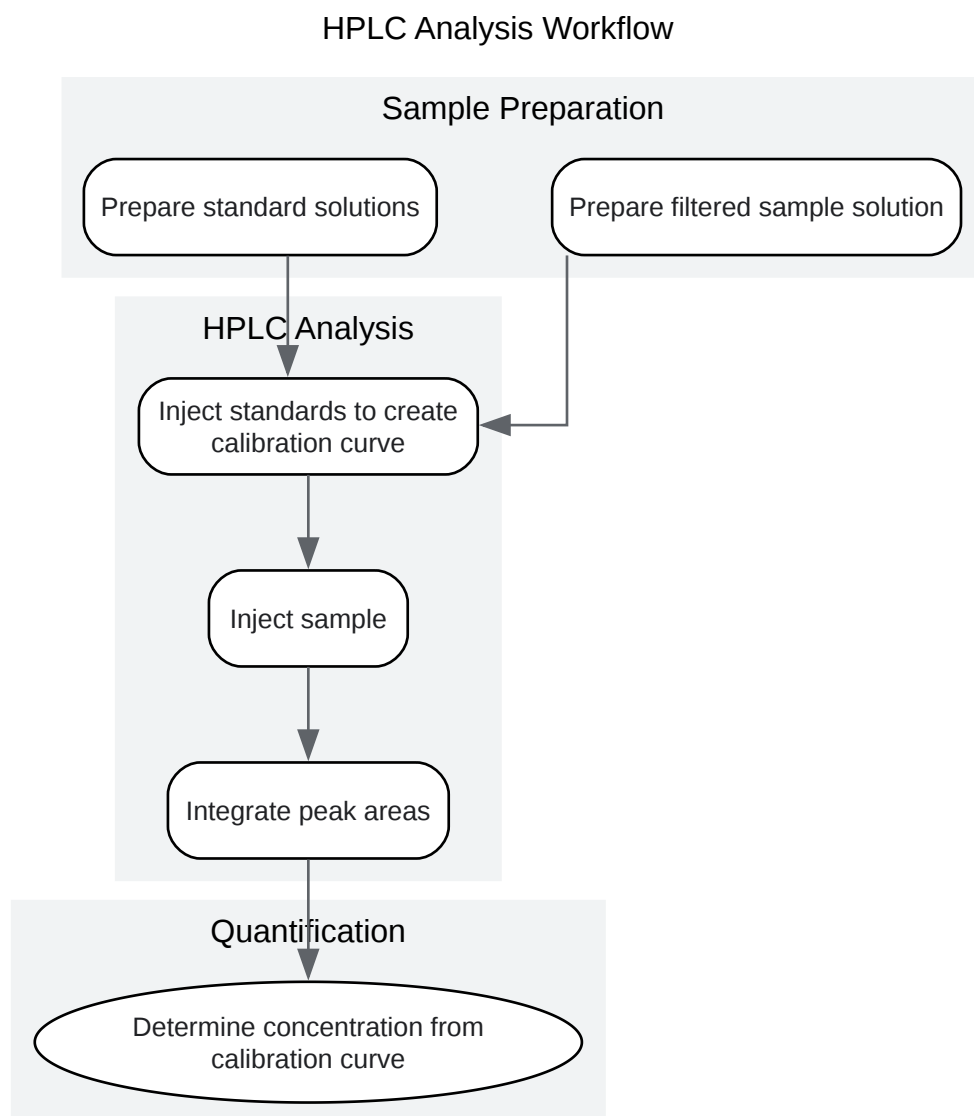 HPLC Analysis Workflow
Sample Preparation
Prepare standard solutions
Prepare filtered sample solution
HPLC Analysis
Inject standards to create
calibration curve
Inject sample
Integrate peak areas
Quantification
Determine concentration from
calibration curve